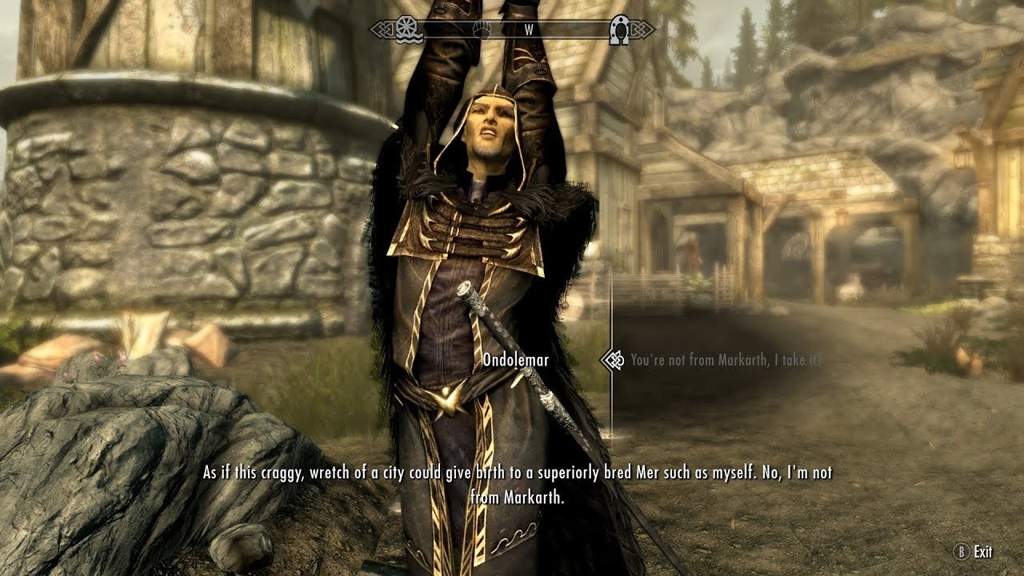 W
Ondolemar
You're not from Markarth, I take it?
As if this craggy, wretch of a city could give birth to a superiorly bred Mer such as myself. No, I'm not
from Markarth.
B Exit